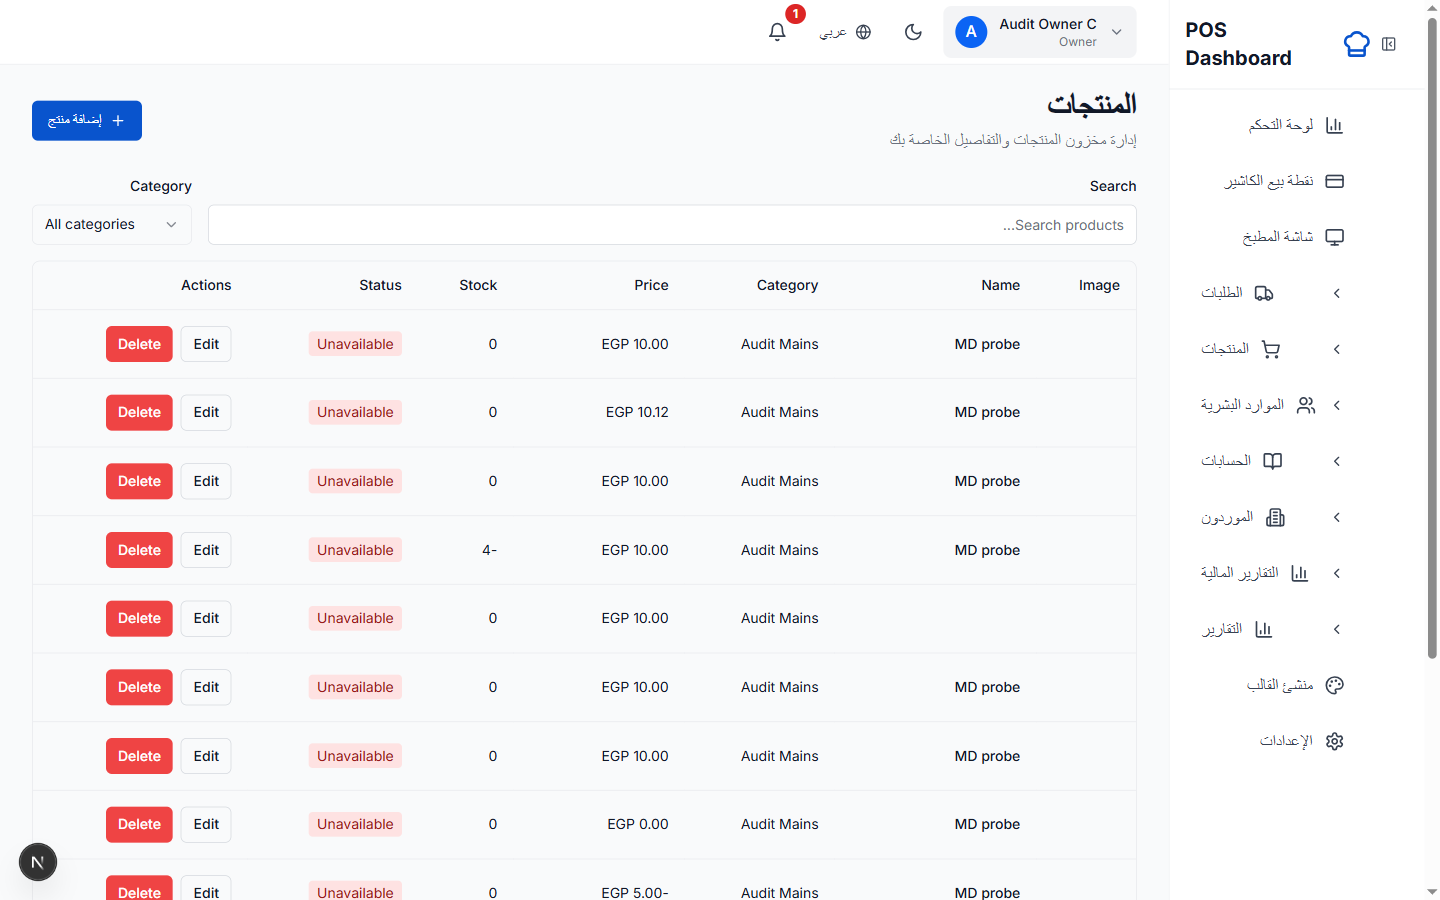 POS Dashboard
لوحة التحكم
نقطة بيع الكاشير
شاشة المطبخ
الطلبات
المنتجات
الموارد البشرية
الحسابات
الموردون
التقارير المالية
التقارير
منشئ القالب
الإعدادات
Audit Owner C
Owner
A
عربي
1
المنتجات
إدارة مخزون المنتجات والتفاصيل الخاصة بك
إضافة منتج
Search
Category
...Search products
All categories
Image Name Category Price Stock Status Actions
MD probe Audit Mains EGP 10.00 0 Unavailable Edit Delete
MD probe Audit Mains EGP 10.12 0 Unavailable Edit Delete
MD probe Audit Mains EGP 10.00 0 Unavailable Edit Delete
MD probe Audit Mains EGP 10.00 4- Unavailable Edit Delete
Audit Mains EGP 10.00 0 Unavailable Edit Delete
MD probe Audit Mains EGP 10.00 0 Unavailable Edit Delete
MD probe Audit Mains EGP 10.00 0 Unavailable Edit Delete
MD probe Audit Mains EGP 0.00 0 Unavailable Edit Delete
MD probe Audit Mains EGP 5.00- 0 Unavailable Edit Delete
N